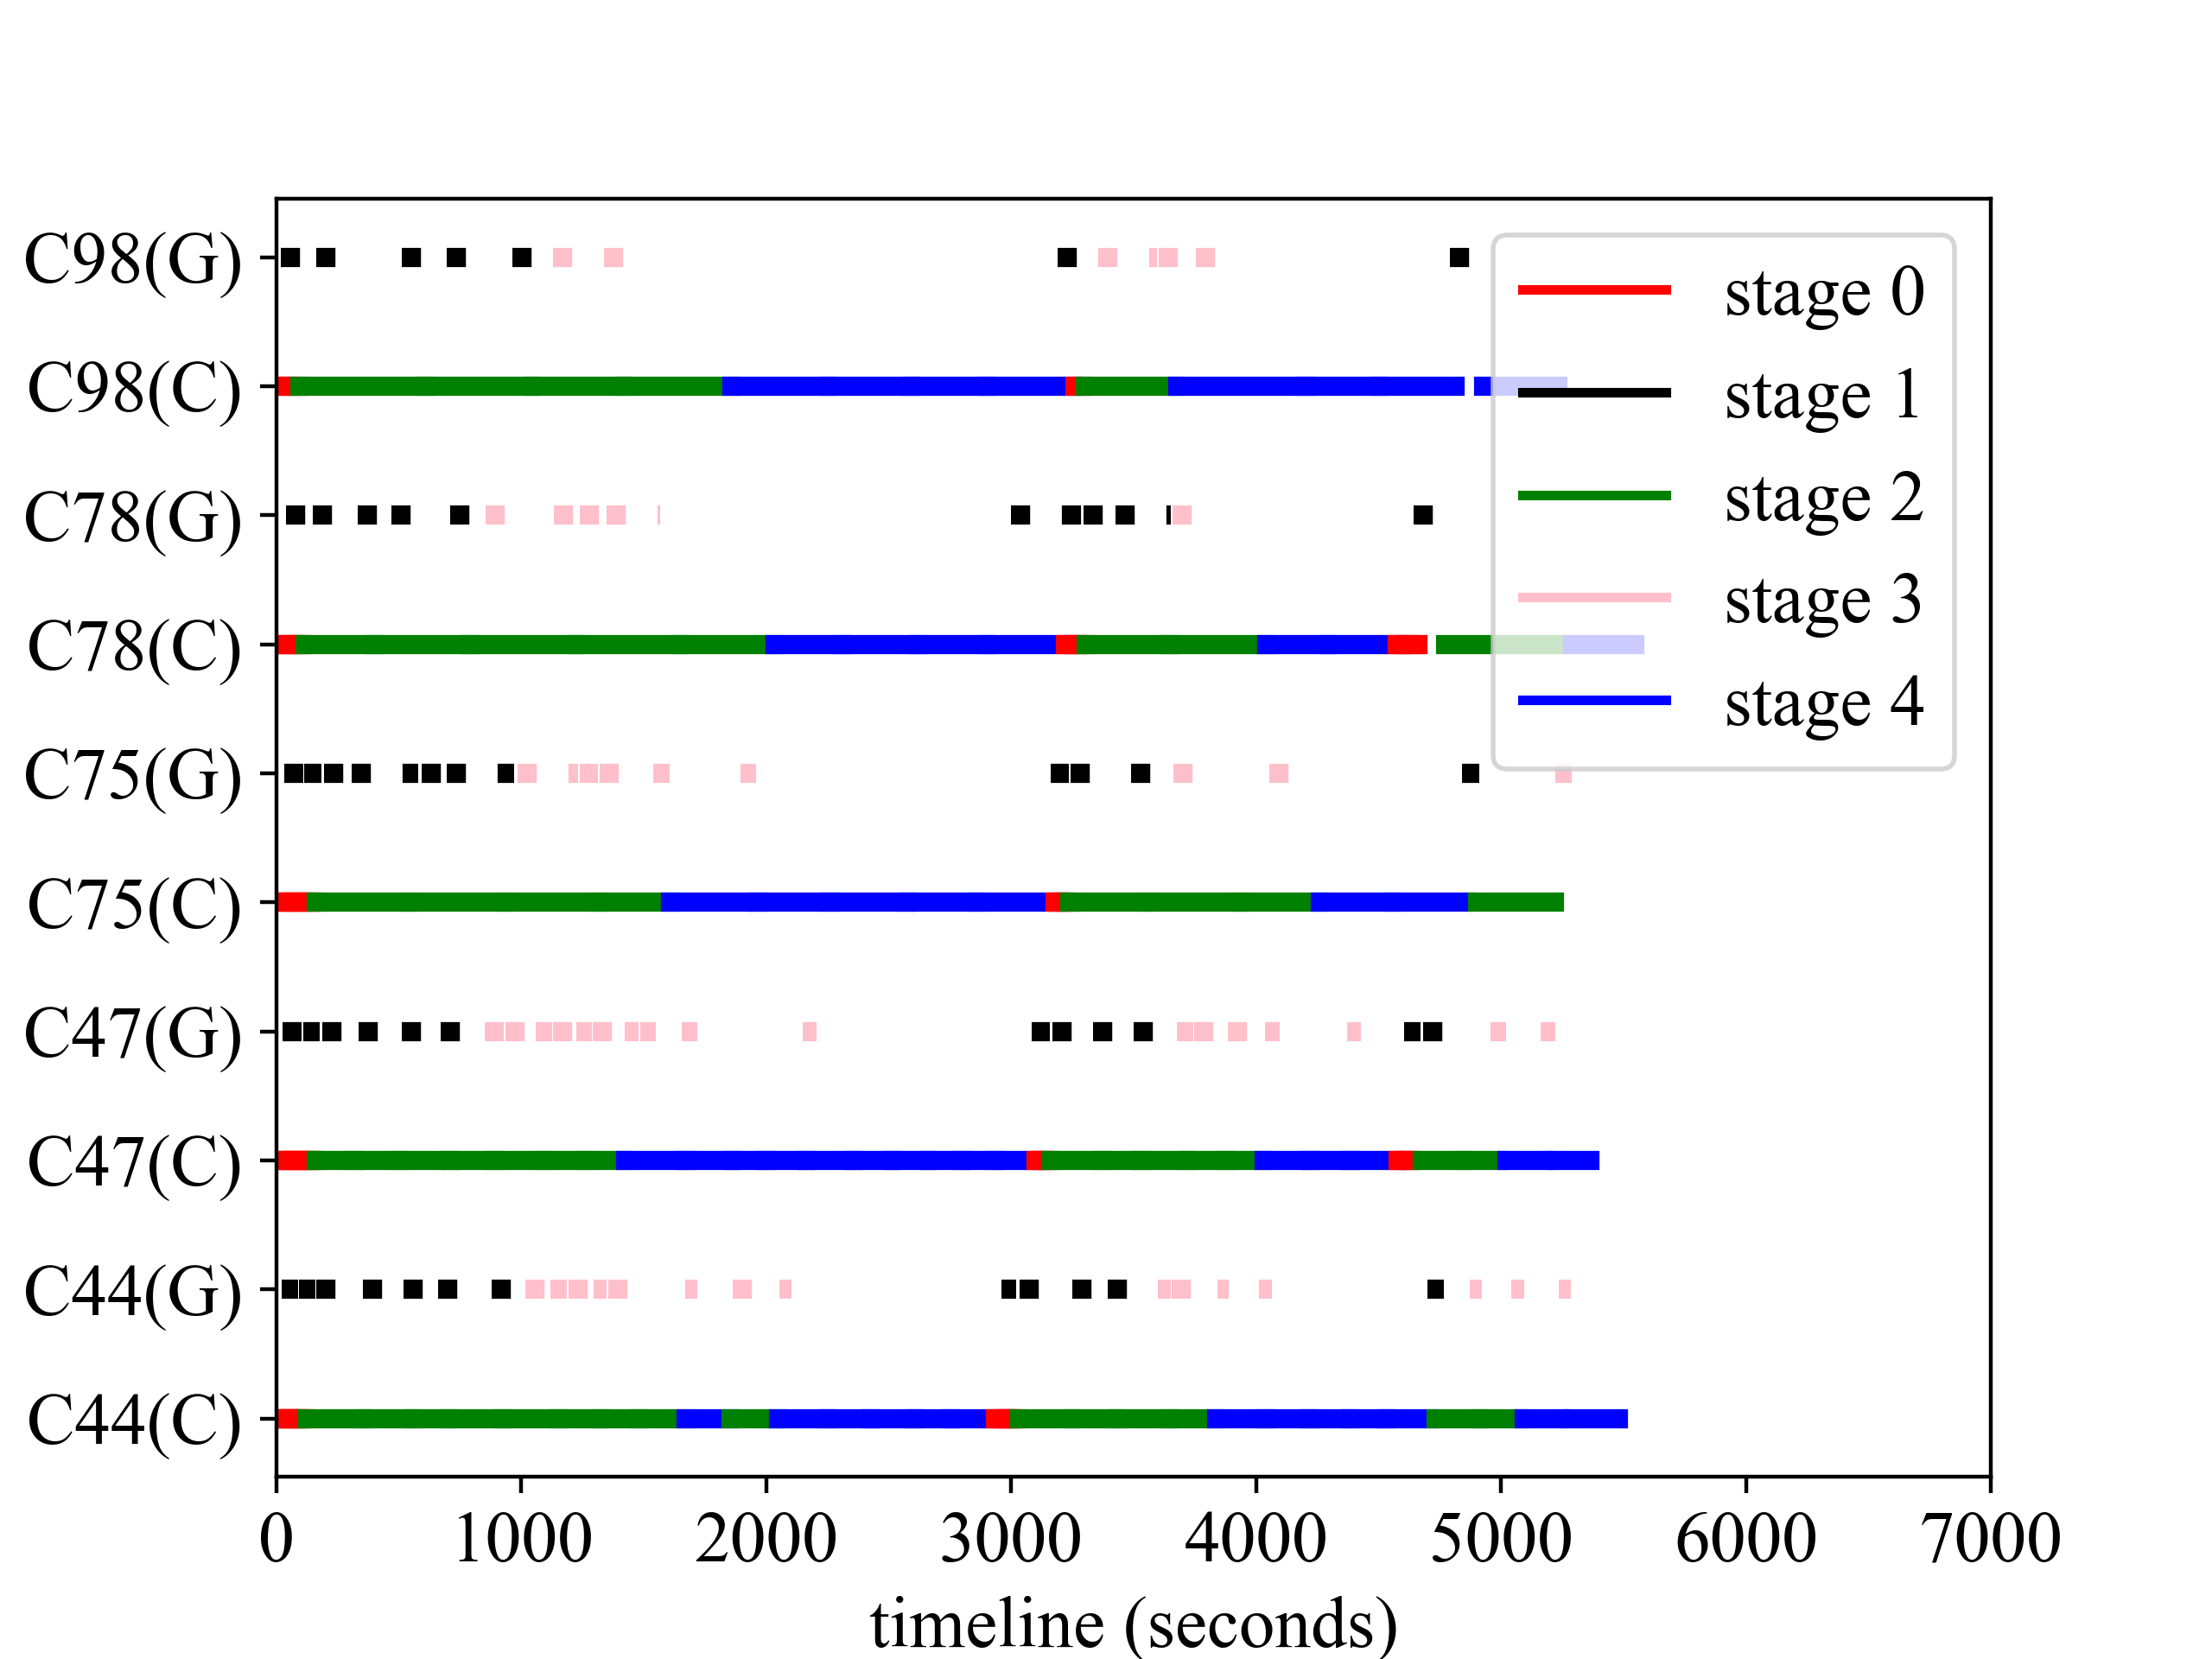 C98(G)
C98(C)
C78(G)
C78(C)
C75(G)
C75(C)
C47(G)
C47(C)
C44(G)
C44(C)
stage 0
stage 1
stage 2
stage 3
stage 4
0 1000 2000 3000 4000 5000 6000 7000
timeline (seconds)